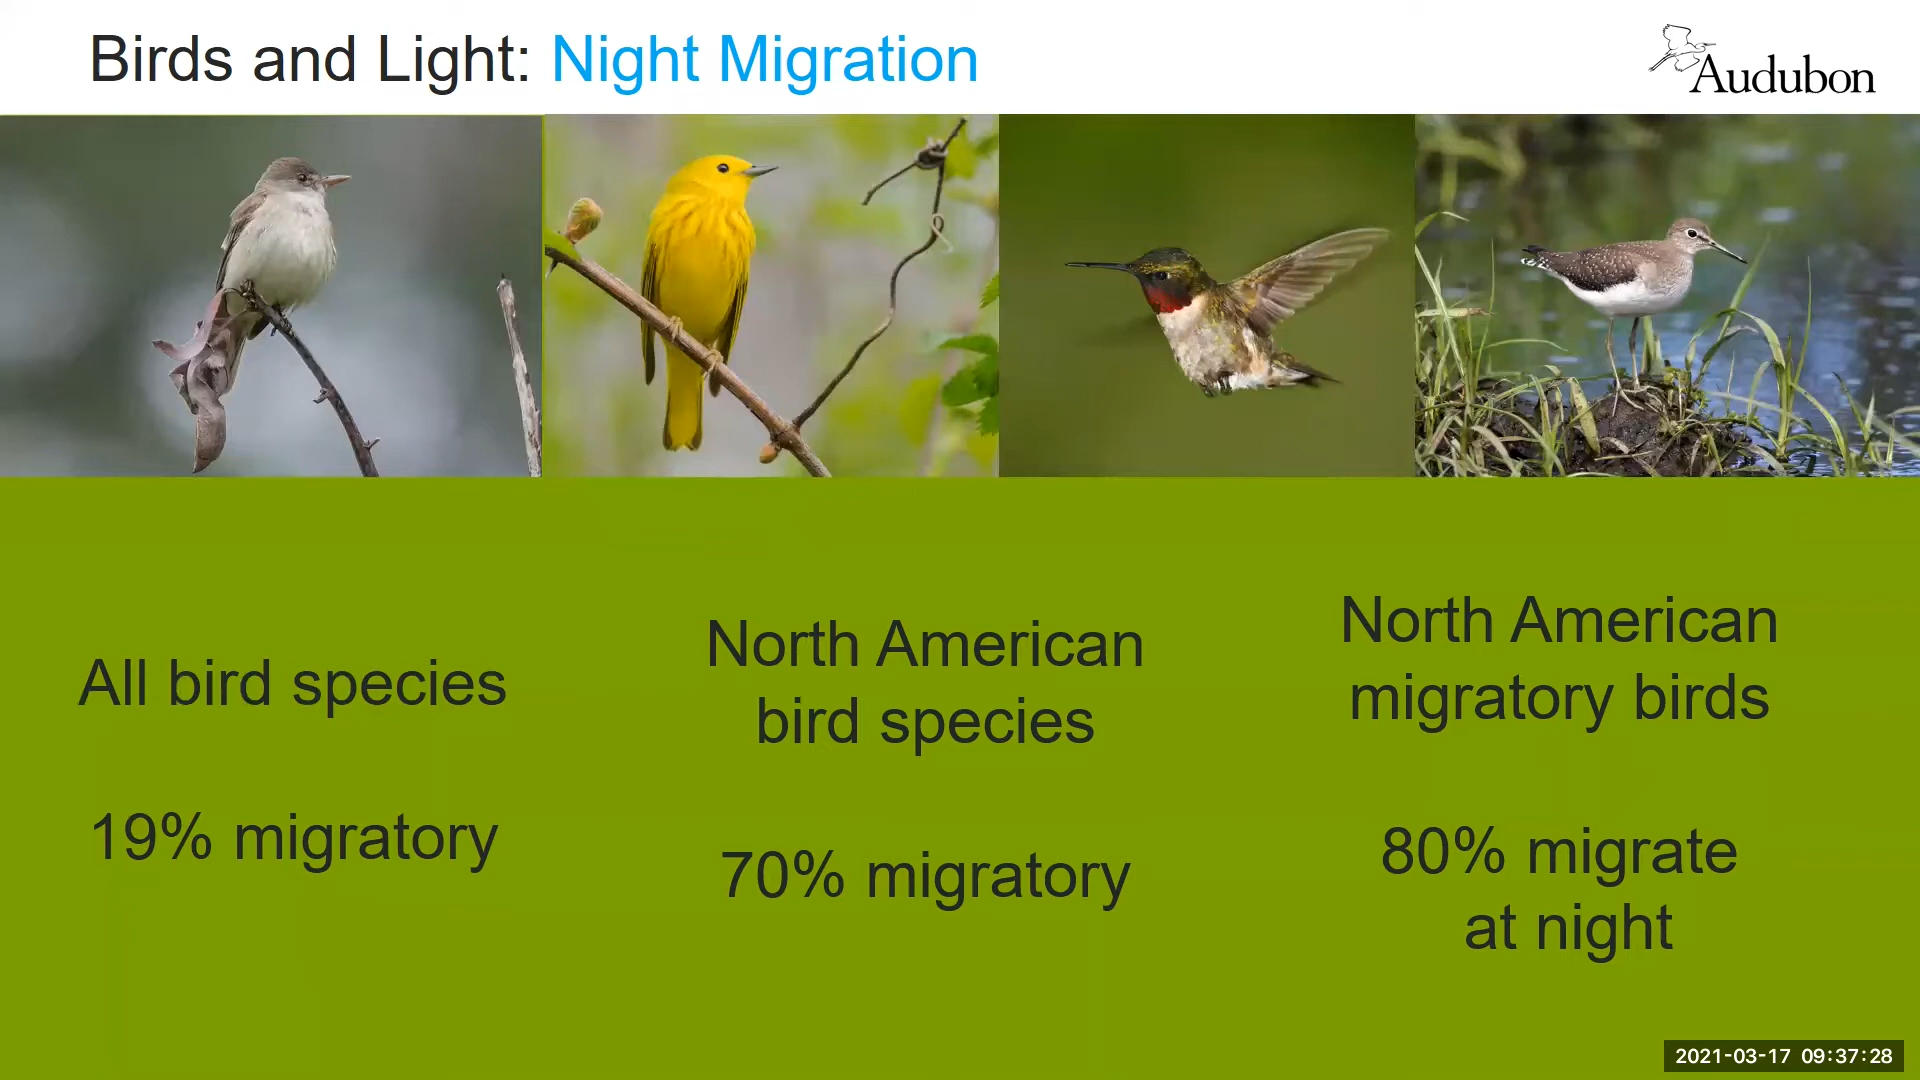 Birds and Light: Night Migration
Audubon
All bird species
19% migratory
North American
bird species
70% migratory
North American
migratory birds
80% migrate
at night
2021-03-17 09:37:28